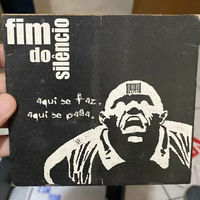 fim
do
silêncio
aqui se faz.
aqui se paga.